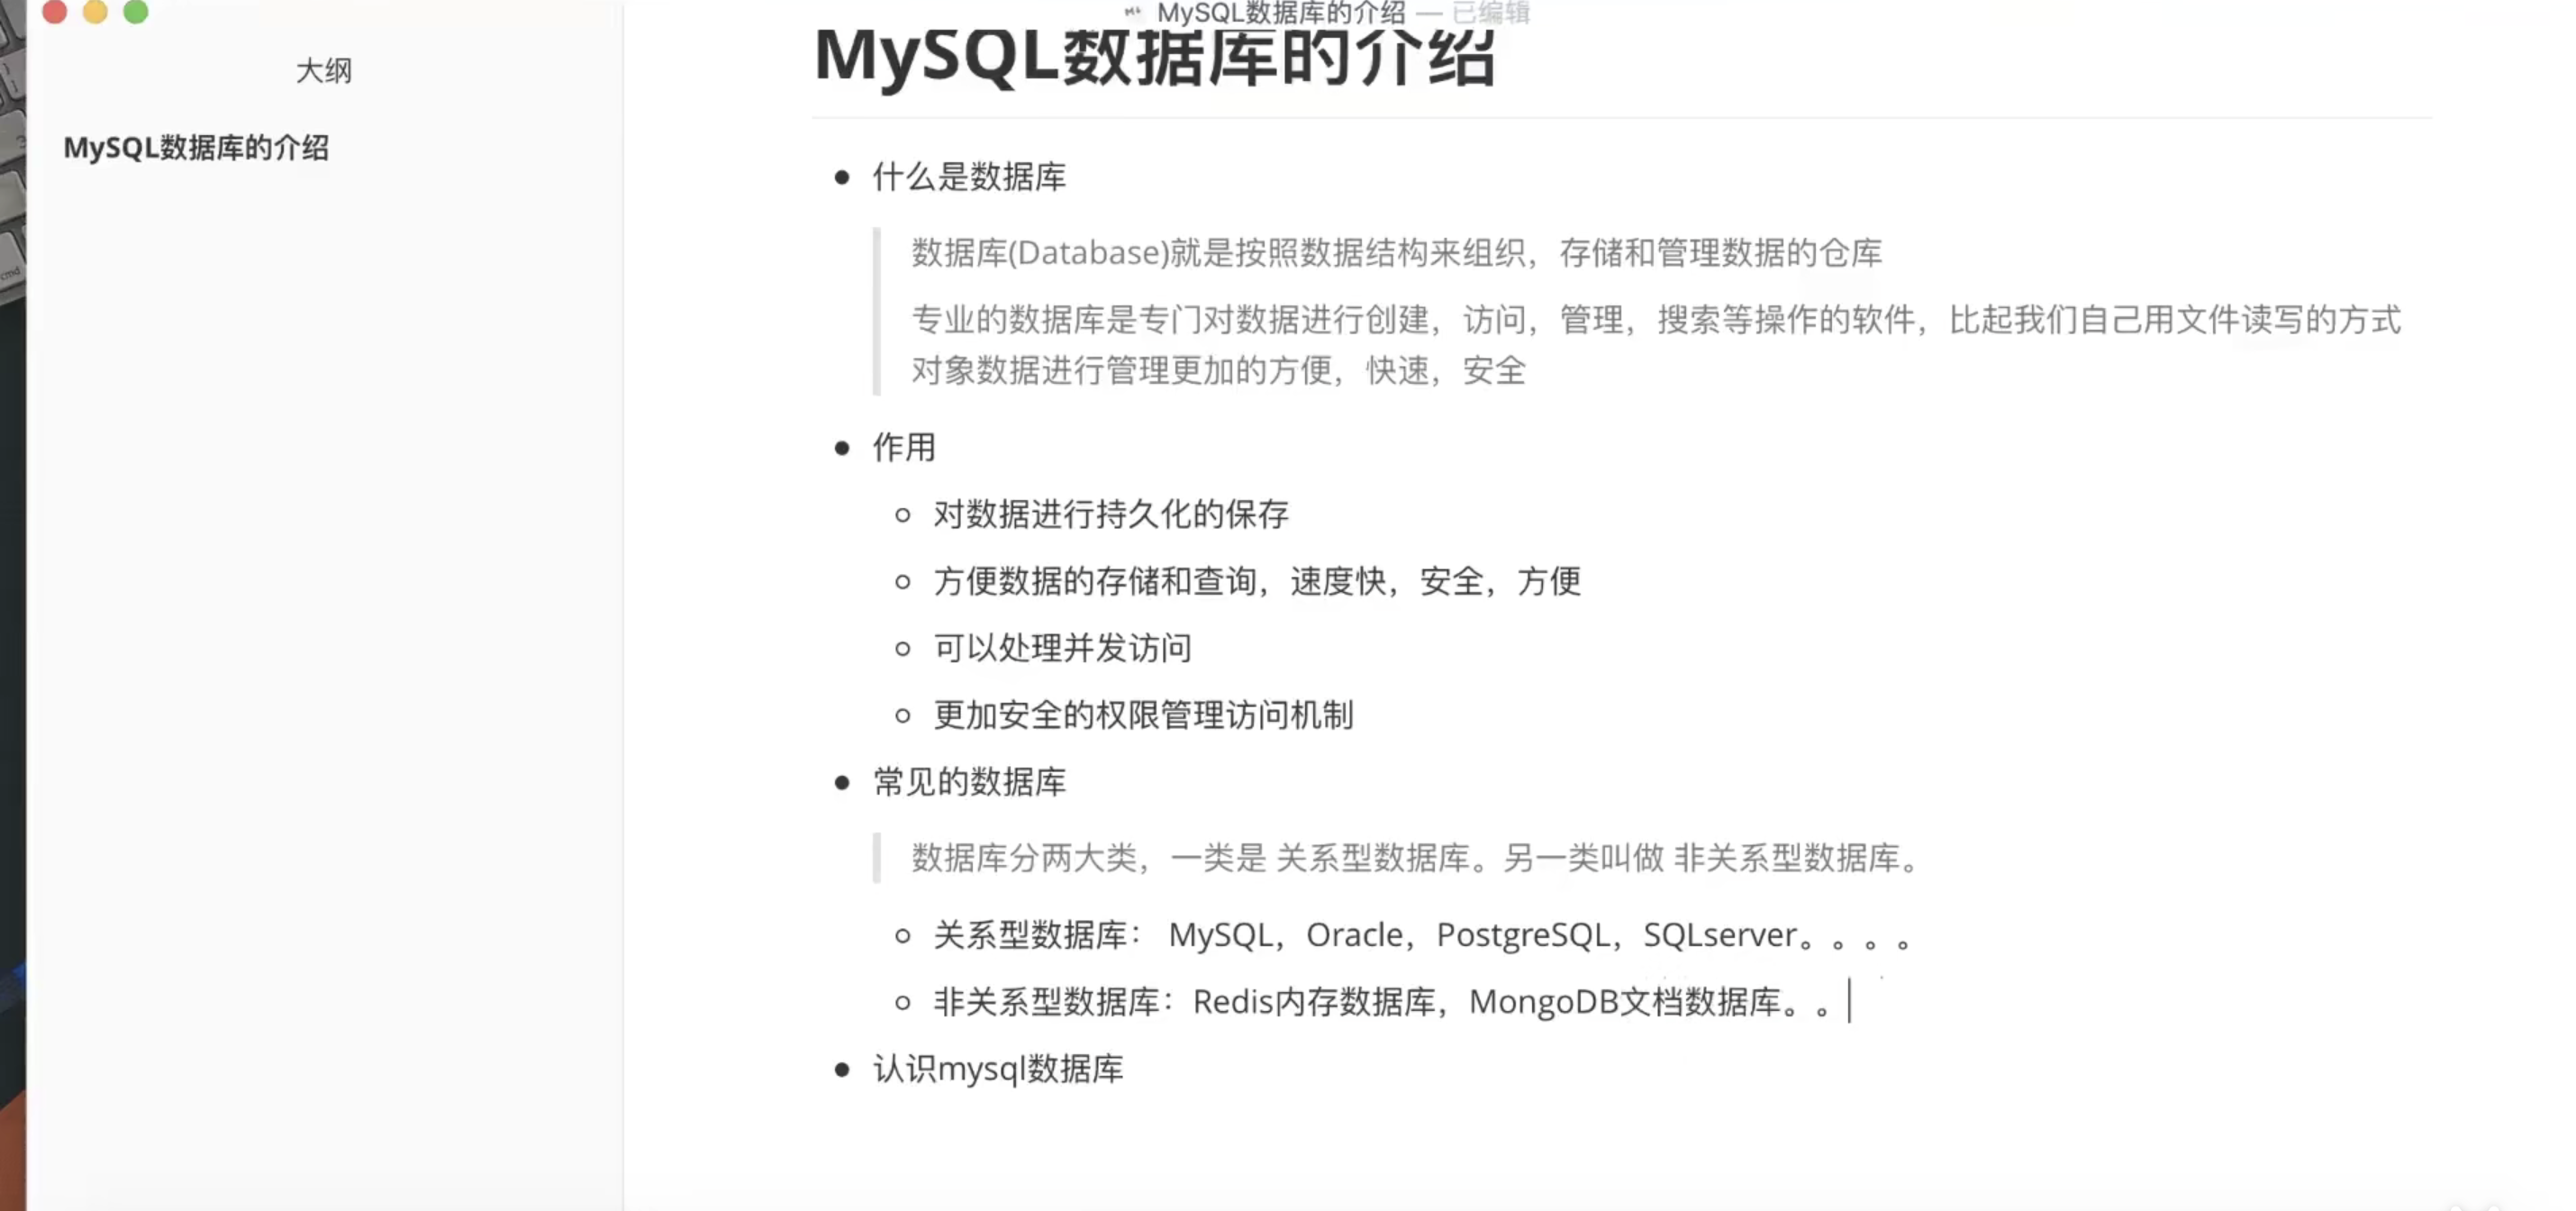 MySQL数据库的介绍 — 已编辑
大纲
MySQL数据库的介绍
MySQL数据库的介绍
什么是数据库
数据库(Database)就是按照数据结构来组织，存储和管理数据的仓库
专业的数据库是专门对数据进行创建，访问，管理，搜索等操作的软件，比起我们自己用文件读写的方式
对象数据进行管理更加的方便，快速，安全
作用
对数据进行持久化的保存
方便数据的存储和查询，速度快，安全，方便
可以处理并发访问
更加安全的权限管理访问机制
常见的数据库
数据库分两大类，一类是 关系型数据库。另一类叫做 非关系型数据库。
关系型数据库： MySQL，Oracle，PostgreSQL，SQLserver。。。。
非关系型数据库：Redis内存数据库，MongoDB文档数据库。。
认识mysql数据库